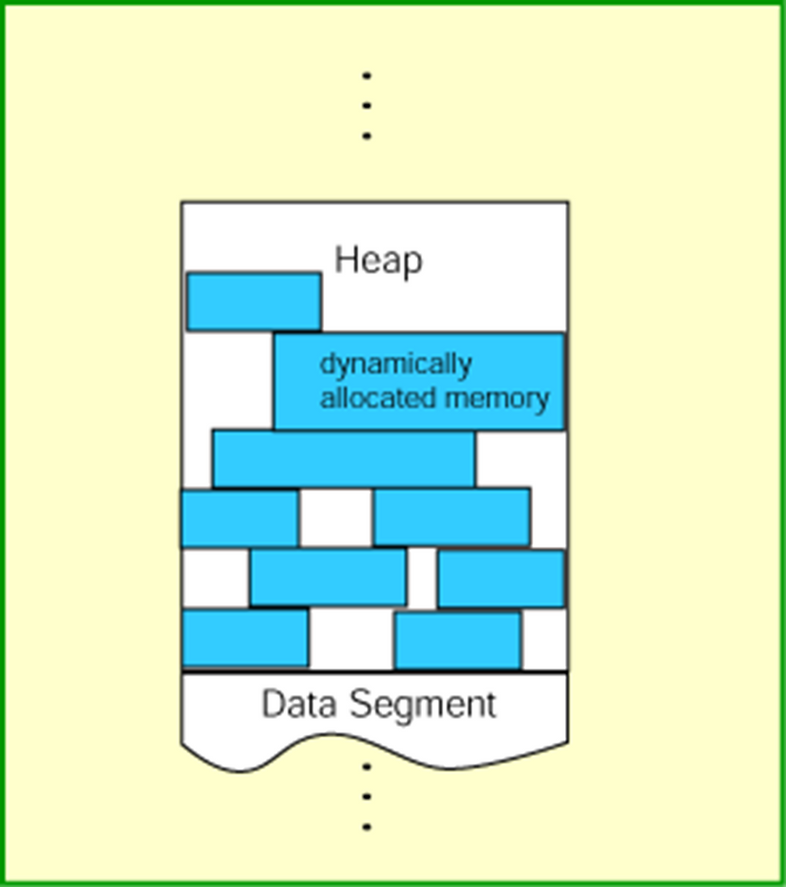 Heap
dynamically
allocated memory
Data Segment